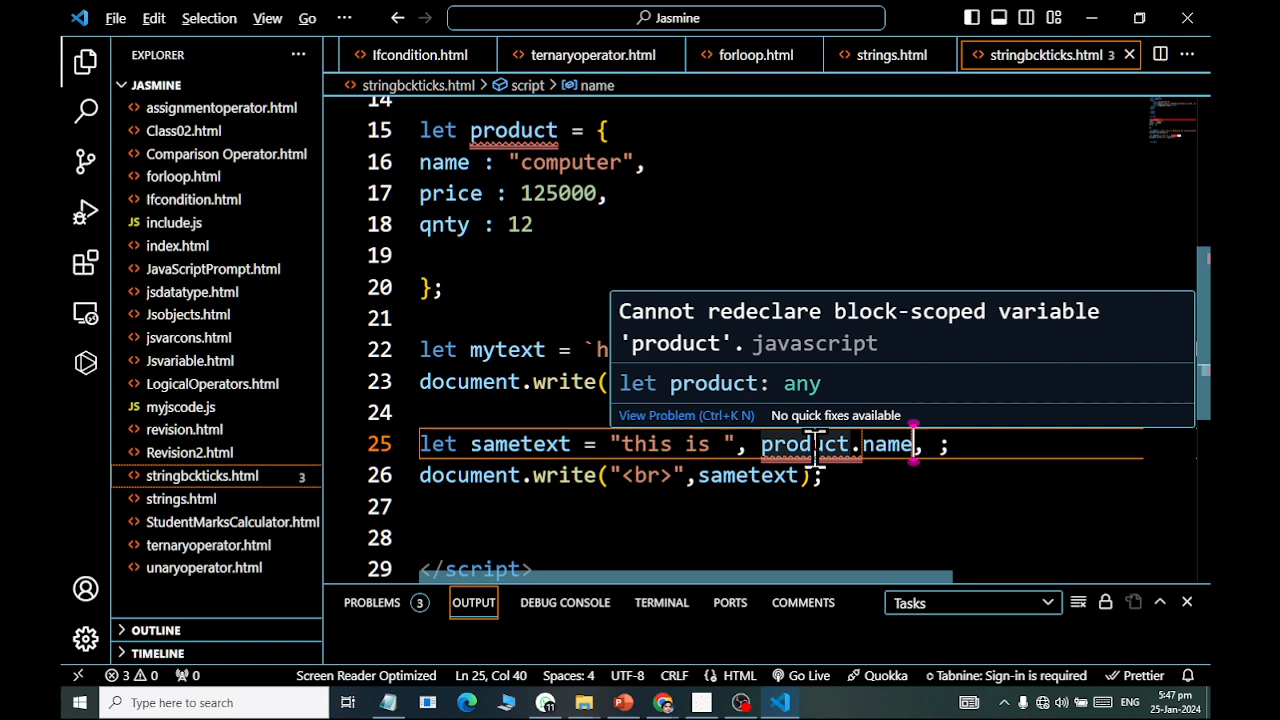 File Edit Selection View Go ··· Jasmine
EXPLORER ···
Ifcondition.html ternaryoperator.html forloop.html strings.html stringbckticks.html 3
JASMINE
stringbckticks.html > script > name
assignmentoperator.html
Class02.html
Comparison Operator.html
forloop.html
Ifcondition.html
JS include.js
index.html
JavaScriptPrompt.html
jsdatatype.html
Jsobjects.html
jsvarcons.html
Jsvariable.html
LogicalOperators.html
JS myjscode.js
revision.html
Revision2.html
stringbckticks.html 3
strings.html
StudentMarksCalculator.html
ternaryoperator.html
unaryoperator.html
OUTLINE
TIMELINE
14
15 let product = {
16 name : "computer",
17 price : 125000,
18 qnty : 12
19
20 };
21
22 let mytext = `h
23 document.write(
24
25 let sametext = "this is ", product.name, ;
26 document.write("<br>",sametext);
27
28
29 </script>
Cannot redeclare block-scoped variable
'product'. javascript
let product: any
View Problem (Ctrl+K N) No quick fixes available
PROBLEMS 3 OUTPUT DEBUG CONSOLE TERMINAL PORTS COMMENTS Tasks
3 0 0 Screen Reader Optimized Ln 25, Col 40 Spaces: 4 UTF-8 CRLF HTML Go Live Quokka Tabnine: Sign-in is required Prettier
Type here to search
5:47 pm
25-Jan-2024